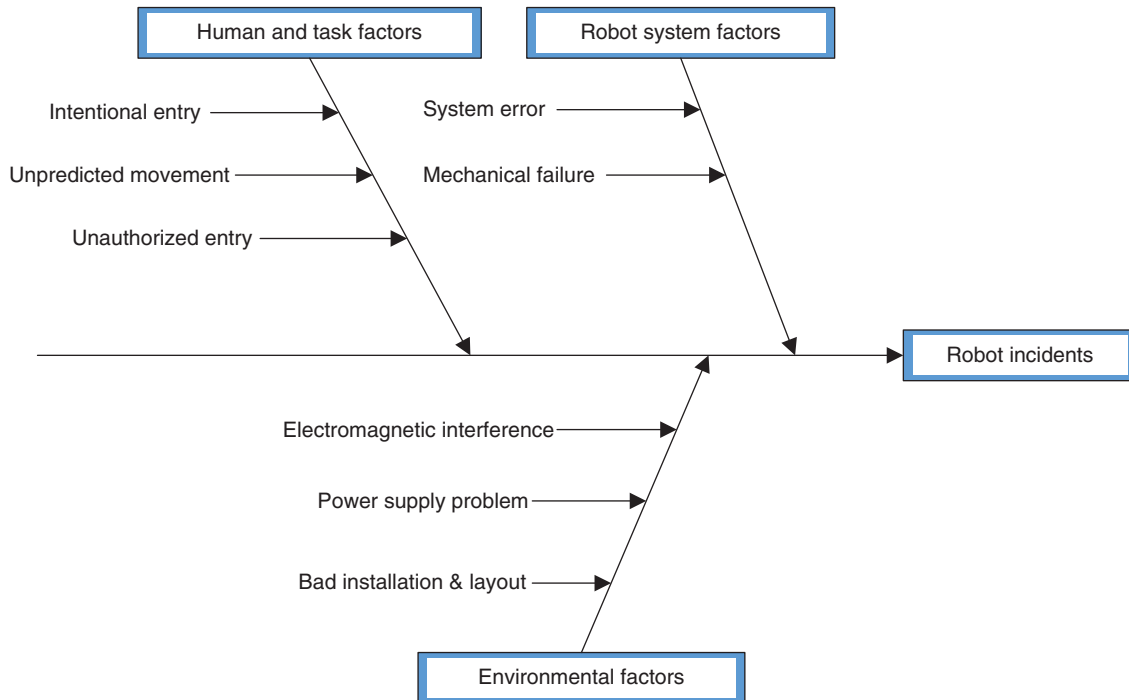 Human and task factors
Robot system factors
Intentional entry
System error
Unpredicted movement
Mechanical failure
Unauthorized entry
Robot incidents
Electromagnetic interference
Power supply problem
Bad installation & layout
Environmental factors